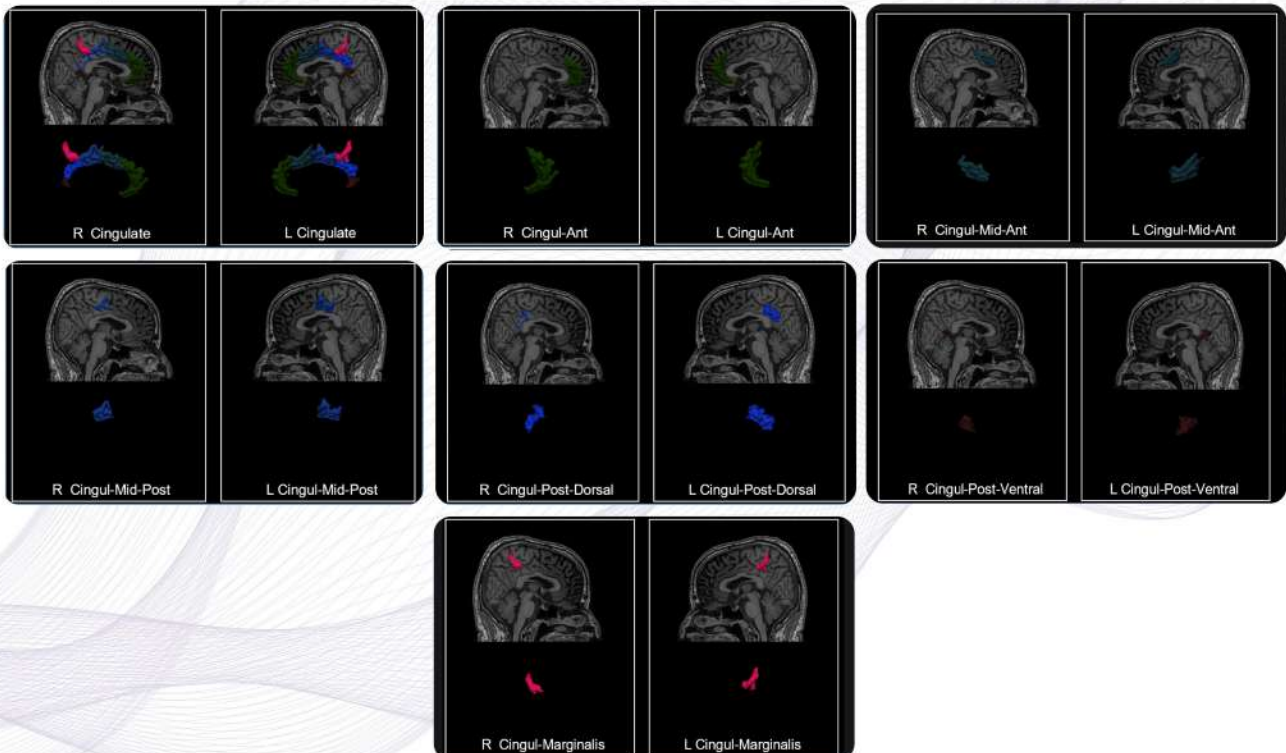 R Cingulate
L Cingulate
R Cingul-Ant
L Cingul-Ant
R Cingul-Mid-Ant
L Cingul-Mid-Ant
R Cingul-Mid-Post
L Cingul-Mid-Post
R Cingul-Post-Dorsal
L Cingul-Post-Dorsal
R Cingul-Post-Ventral
L Cingul-Post-Ventral
R Cingul-Marginalis
L Cingul-Marginalis